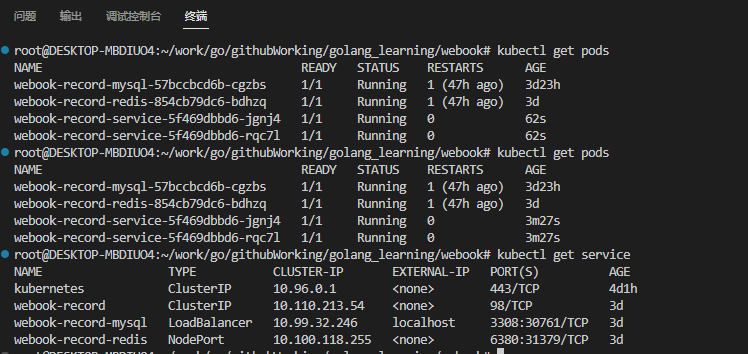 问题 输出 调试控制台 终端
root@DESKTOP-MBDIUO4:~/work/go/githubWorking/golang_learning/webook# kubectl get pods
NAME READY STATUS RESTARTS AGE
webook-record-mysql-57bccbcd6b-cgzbs 1/1 Running 1 (47h ago) 3d23h
webook-record-redis-854cb79dc6-bdhzq 1/1 Running 1 (47h ago) 3d
webook-record-service-5f469dbbd6-jgnj4 1/1 Running 0 62s
webook-record-service-5f469dbbd6-rqc7l 1/1 Running 0 62s
root@DESKTOP-MBDIUO4:~/work/go/githubWorking/golang_learning/webook# kubectl get pods
NAME READY STATUS RESTARTS AGE
webook-record-mysql-57bccbcd6b-cgzbs 1/1 Running 1 (47h ago) 3d23h
webook-record-redis-854cb79dc6-bdhzq 1/1 Running 1 (47h ago) 3d
webook-record-service-5f469dbbd6-jgnj4 1/1 Running 0 3m27s
webook-record-service-5f469dbbd6-rqc7l 1/1 Running 0 3m27s
root@DESKTOP-MBDIUO4:~/work/go/githubWorking/golang_learning/webook# kubectl get service
NAME TYPE CLUSTER-IP EXTERNAL-IP PORT(S) AGE
kubernetes ClusterIP 10.96.0.1 <none> 443/TCP 4d1h
webook-record ClusterIP 10.110.213.54 <none> 98/TCP 3d
webook-record-mysql LoadBalancer 10.99.32.246 localhost 3308:30761/TCP 3d
webook-record-redis NodePort 10.100.118.255 <none> 6380:31379/TCP 3d
root@DESKTOP-MBDIUO4:~/work/go/githubWorking/golang_learning/webook#